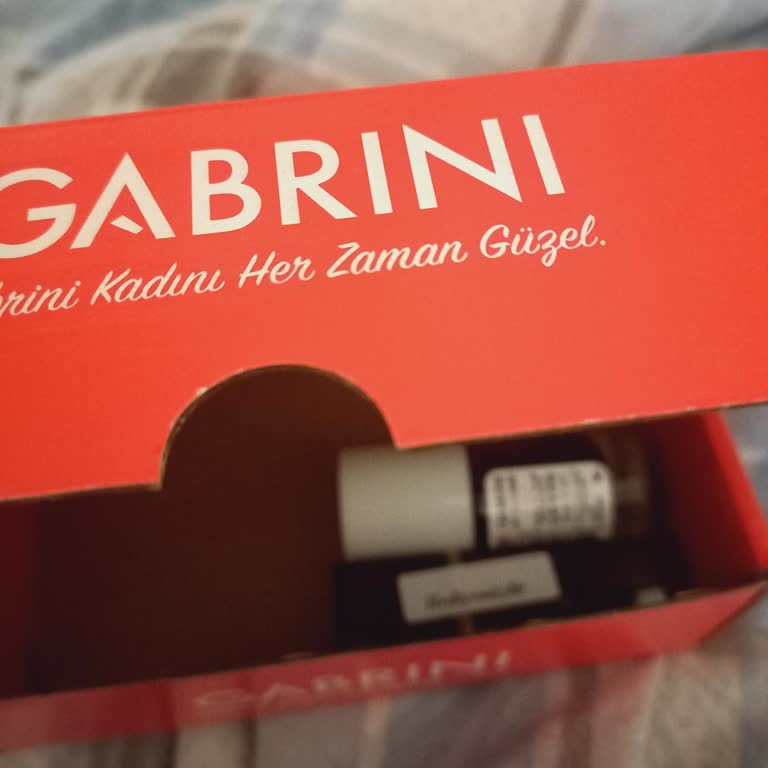 GABRINI
brini Kadını Her Zaman Güzel.
GABRINI